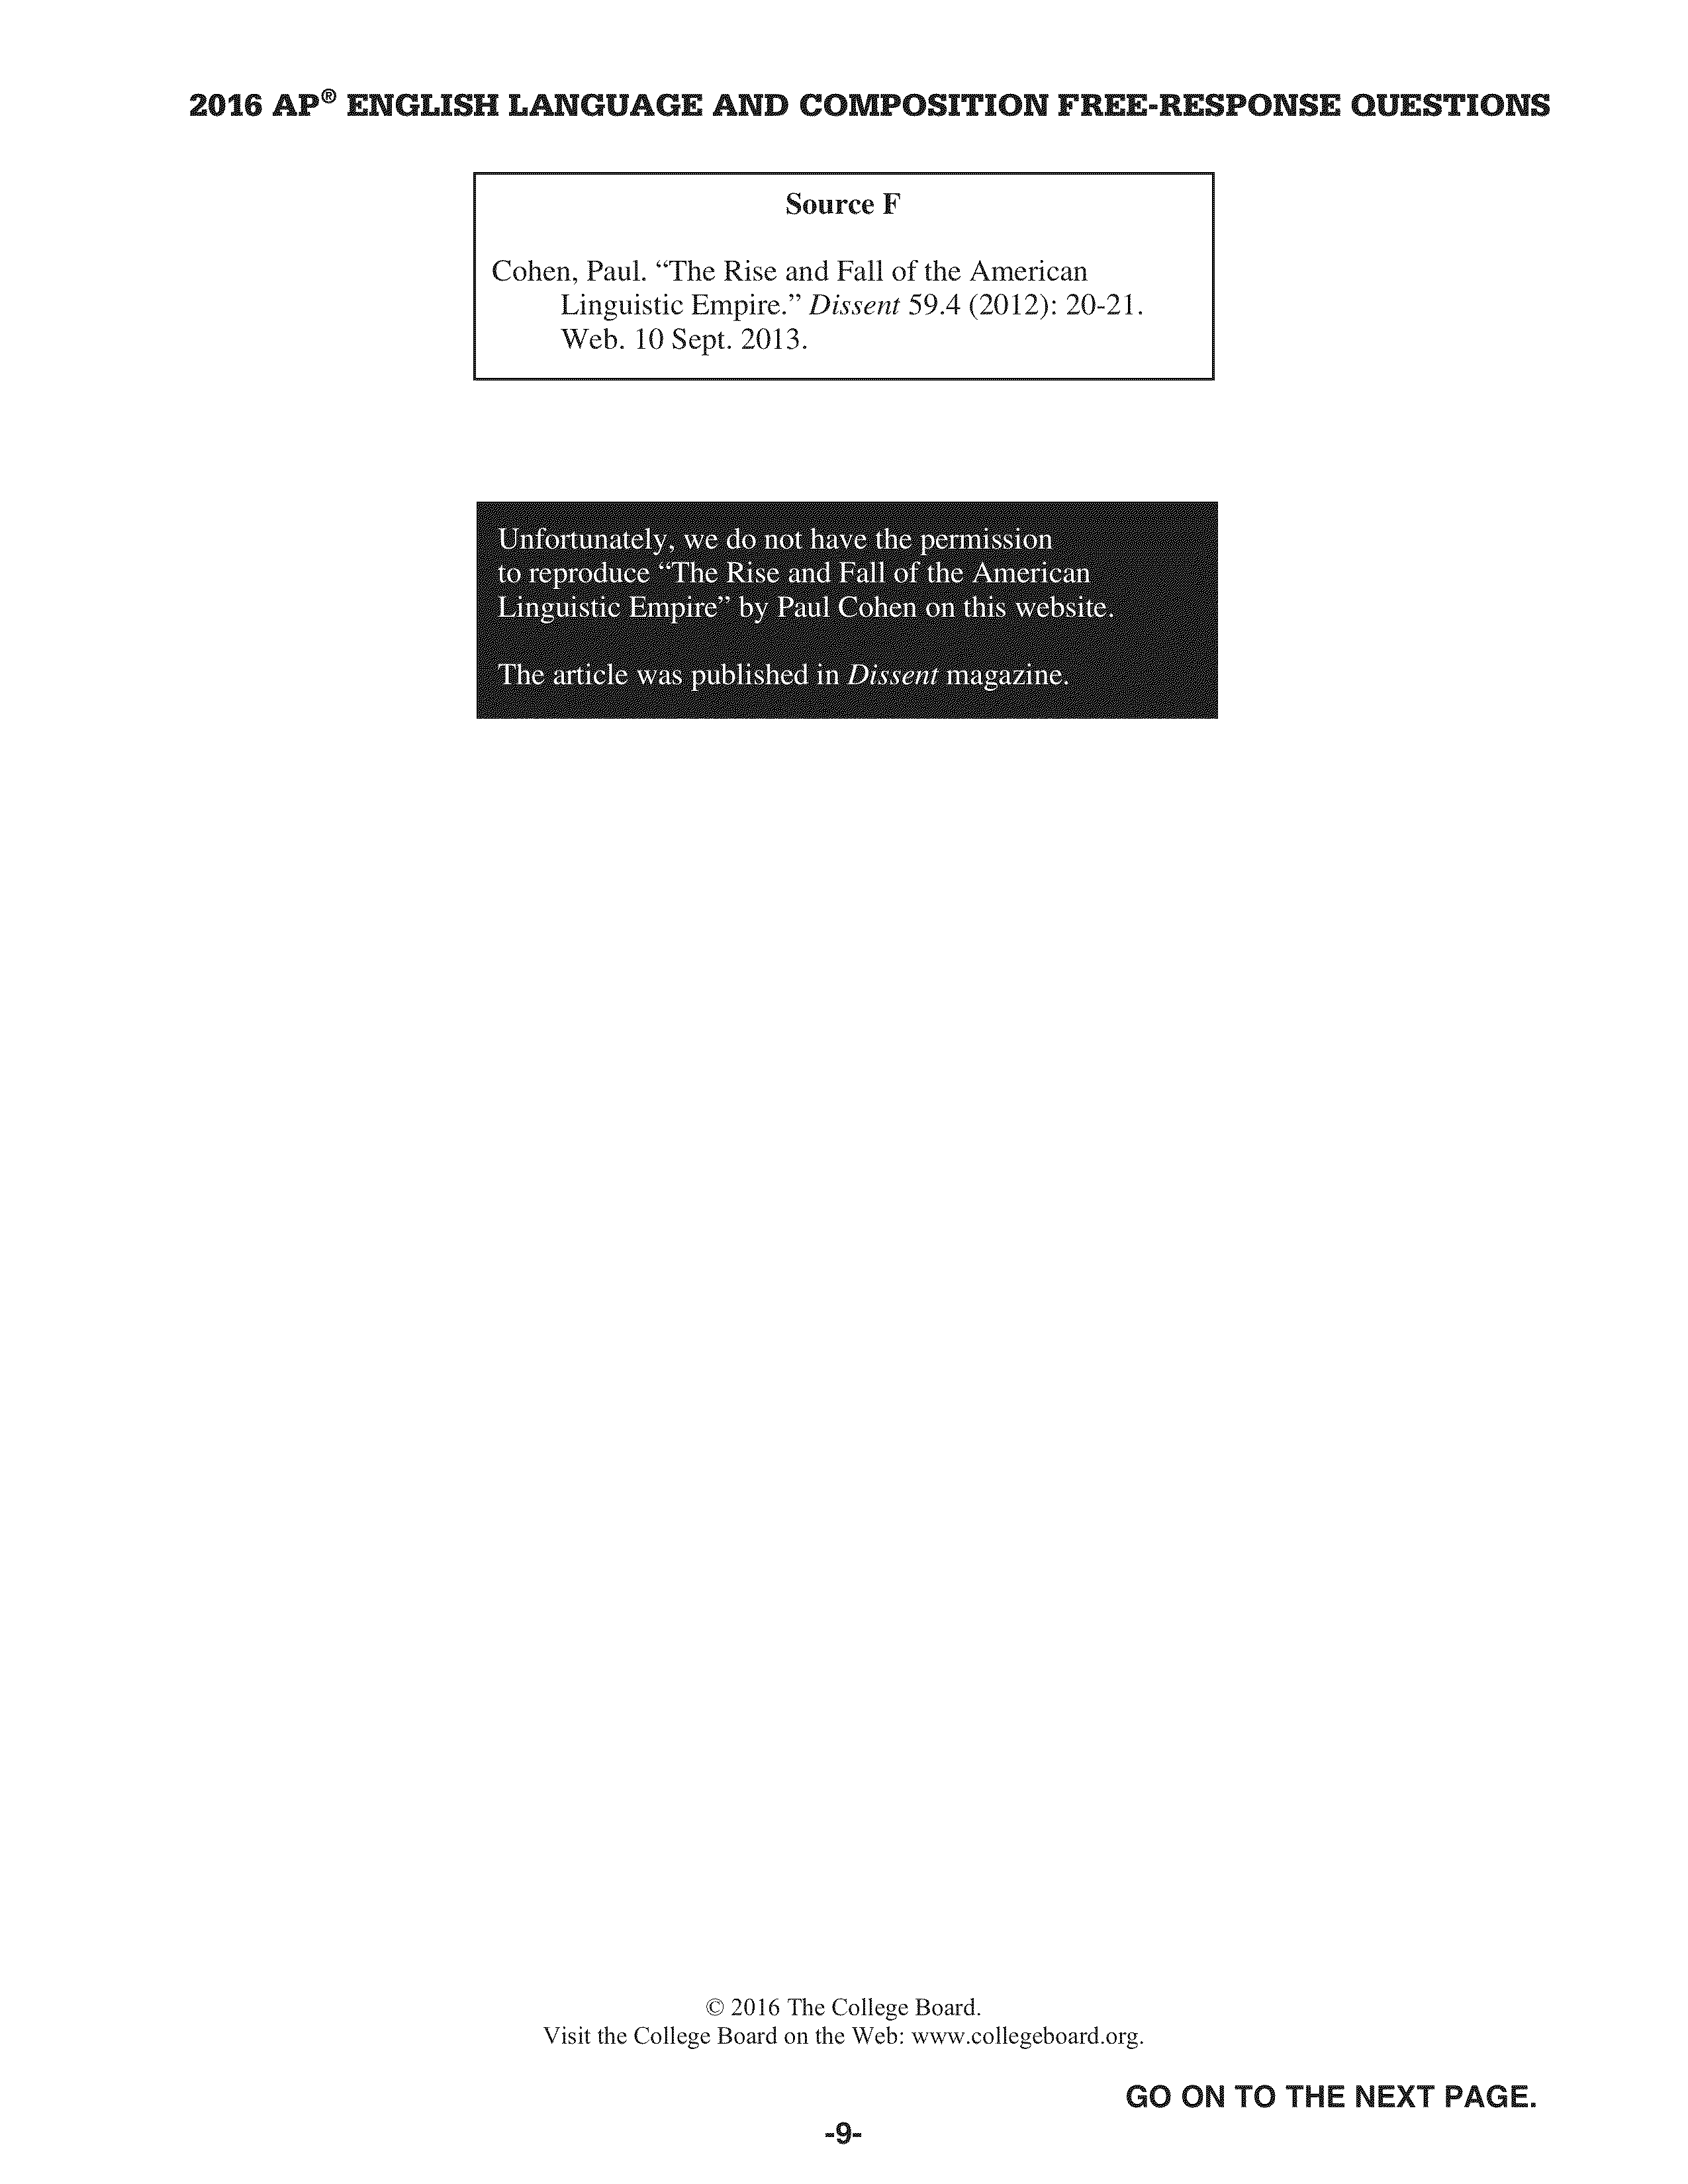 2016 AP® ENGLISH LANGUAGE AND COMPOSITION FREE-RESPONSE QUESTIONS
Source F
Cohen, Paul. “The Rise and Fall of the American
Linguistic Empire.” Dissent 59.4 (2012): 20-21.
Web. 10 Sept. 2013.
Unfortunately, we do not have the permission
to reproduce “The Rise and Fall of the American
Linguistic Empire” by Paul Cohen on this website.
The article was published in Dissent magazine.
© 2016 The College Board.
Visit the College Board on the Web: www.collegeboard.org.
GO ON TO THE NEXT PAGE.
-9-